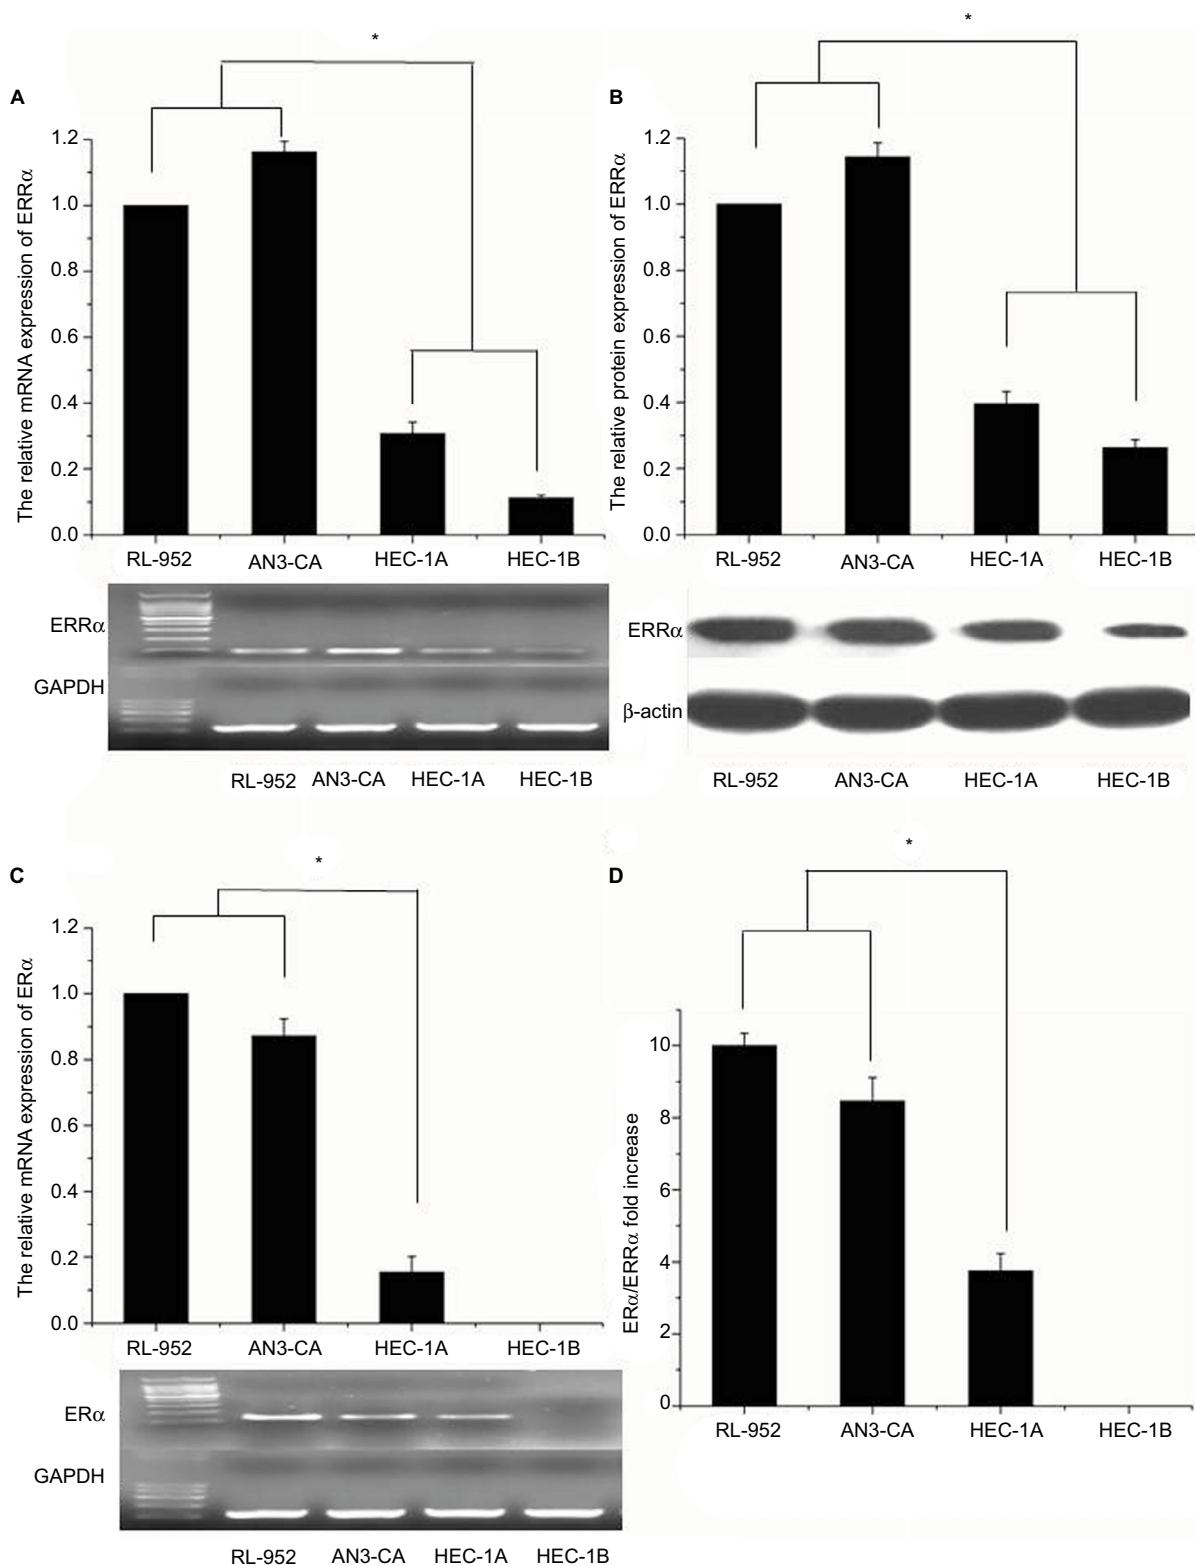 *
A
The relative mRNA expression of ERRα
1.2
1.0
0.8
0.6
0.4
0.2
0.0
RL-952 AN3-CA HEC-1A HEC-1B
ERRα
GAPDH
RL-952 AN3-CA HEC-1A HEC-1B
*
B
The relative protein expression of ERRα
1.2
1.0
0.8
0.6
0.4
0.2
0.0
RL-952 AN3-CA HEC-1A HEC-1B
ERRα
β-actin
RL-952 AN3-CA HEC-1A HEC-1B
*
C
The relative mRNA expression of ERα
1.2
1.0
0.8
0.6
0.4
0.2
0.0
RL-952 AN3-CA HEC-1A HEC-1B
ERα
GAPDH
RL-952 AN3-CA HEC-1A HEC-1B
*
D
ERα/ERRα fold increase
10
8
6
4
2
0
RL-952 AN3-CA HEC-1A HEC-1B